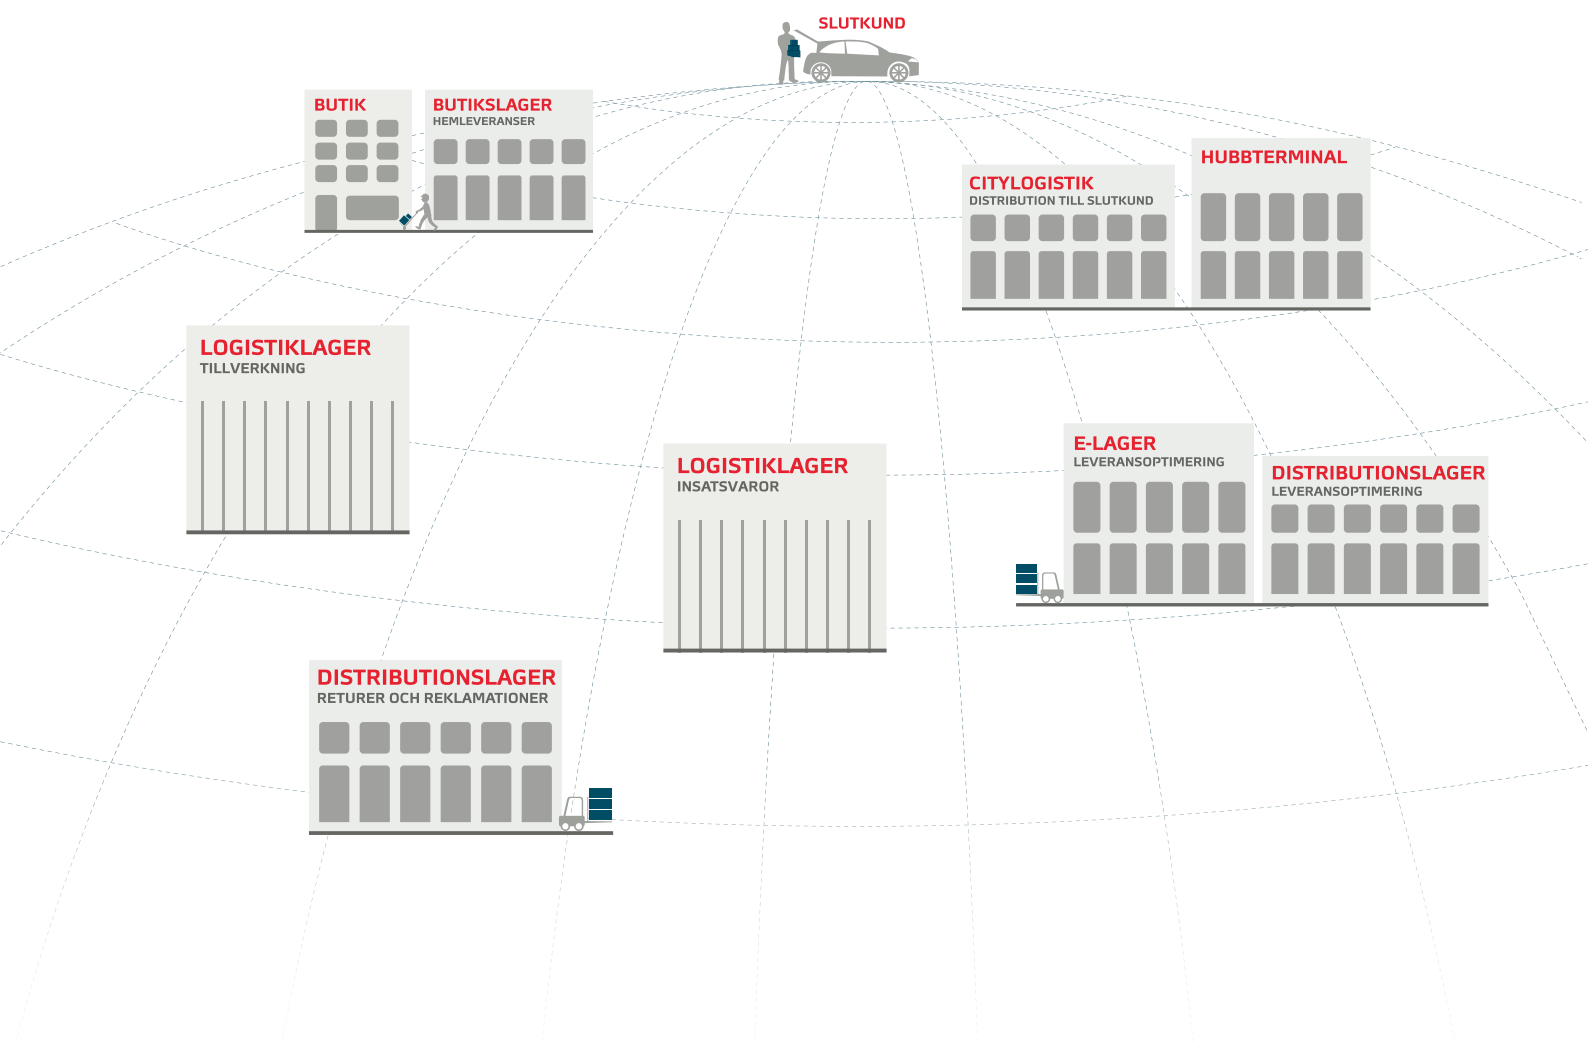 SLUTKUND
BUTIK
BUTIKSLAGER
HEMLEVERANSER
CITYLOGISTIK
DISTRIBUTION TILL SLUTKUND
HUBBTERMINAL
LOGISTIKLAGER
TILLVERKNING
LOGISTIKLAGER
INSATSVAROR
E-LAGER
LEVERANSOPTIMERING
DISTRIBUTIONSLAGER
LEVERANSOPTIMERING
DISTRIBUTIONSLAGER
RETURER OCH REKLAMATIONER